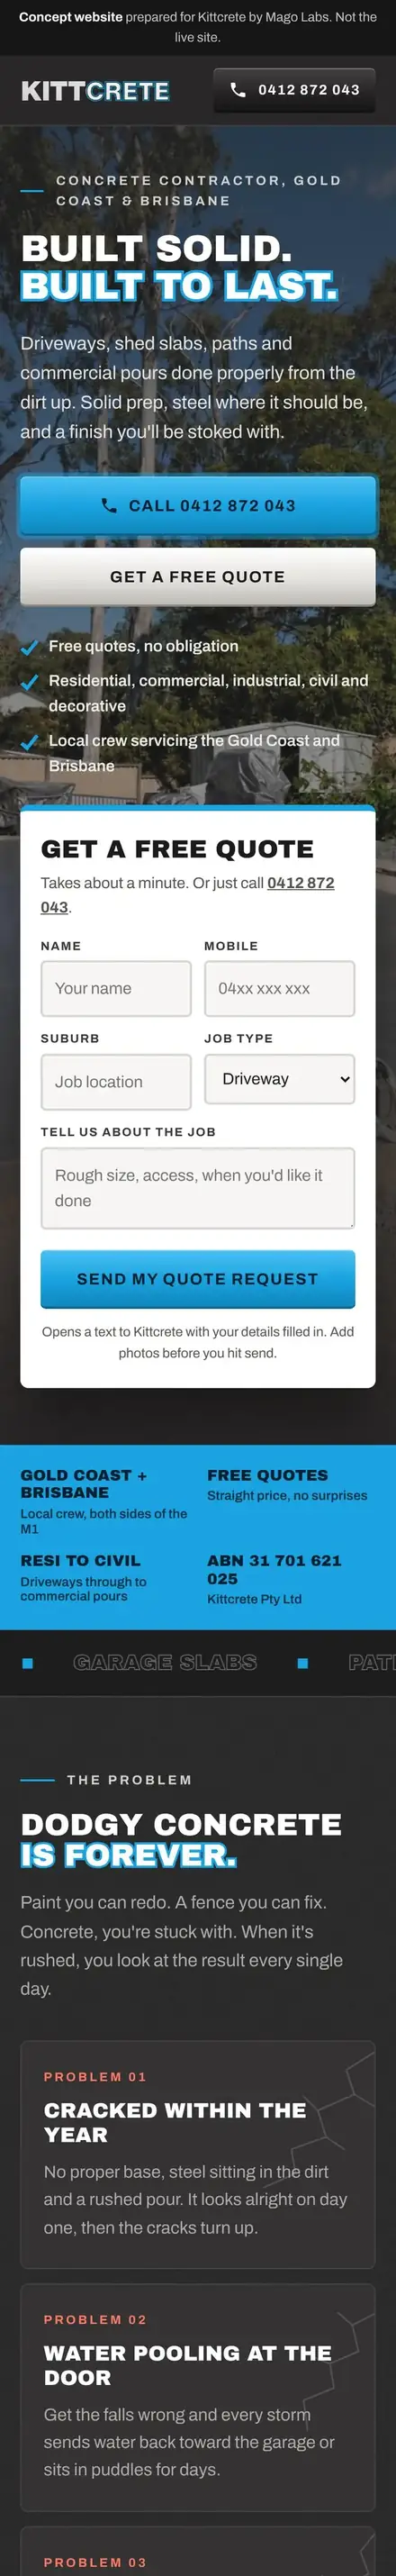 Concept website prepared for Kittcrete by Mago Labs. Not the
live site.
KITTCRETE
0412 872 043
CONCRETE CONTRACTOR, GOLD
COAST & BRISBANE
BUILT SOLID.
BUILT TO LAST.
Driveways, shed slabs, paths and
commercial pours done properly from the
dirt up. Solid prep, steel where it should be,
and a finish you'll be stoked with.
CALL 0412 872 043
GET A FREE QUOTE
Free quotes, no obligation
Residential, commercial, industrial, civil and
decorative
Local crew servicing the Gold Coast and
Brisbane
GET A FREE QUOTE
Takes about a minute. Or just call 0412 872
043.
NAME MOBILE
Your name 04xx xxx xxx
SUBURB JOB TYPE
Job location Driveway
TELL US ABOUT THE JOB
Rough size, access, when you'd like it
done
SEND MY QUOTE REQUEST
Opens a text to Kittcrete with your details filled in. Add
photos before you hit send.
GOLD COAST +
BRISBANE
Local crew, both sides of the
M1
FREE QUOTES
Straight price, no surprises
RESI TO CIVIL
Driveways through to
commercial pours
ABN 31 701 621
025
Kittcrete Pty Ltd
GARAGE SLABS PATH
THE PROBLEM
DODGY CONCRETE
IS FOREVER.
Paint you can redo. A fence you can fix.
Concrete, you're stuck with. When it's
rushed, you look at the result every single
day.
PROBLEM 01
CRACKED WITHIN THE
YEAR
No proper base, steel sitting in the dirt
and a rushed pour. It looks alright on day
one, then the cracks turn up.
PROBLEM 02
WATER POOLING AT THE
DOOR
Get the falls wrong and every storm
sends water back toward the garage or
sits in puddles for days.
PROBLEM 03